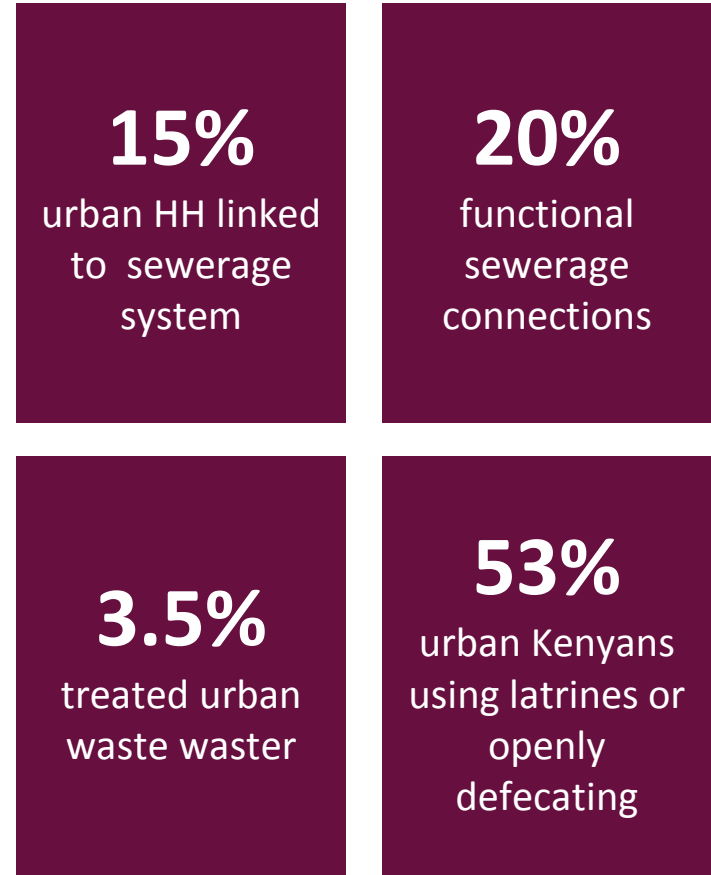 15%
urban HH linked
to sewerage
system
20%
functional
sewerage
connections
3.5%
treated urban
waste waster
53%
urban Kenyans
using latrines or
openly
defecating